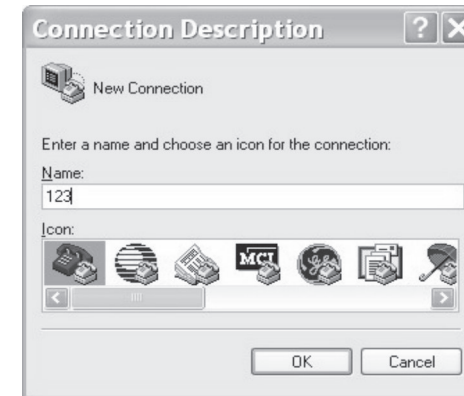 Connection Description
New Connection
Enter a name and choose an icon for the connection:
Name:
123
Icon:
MCI
OK Cancel